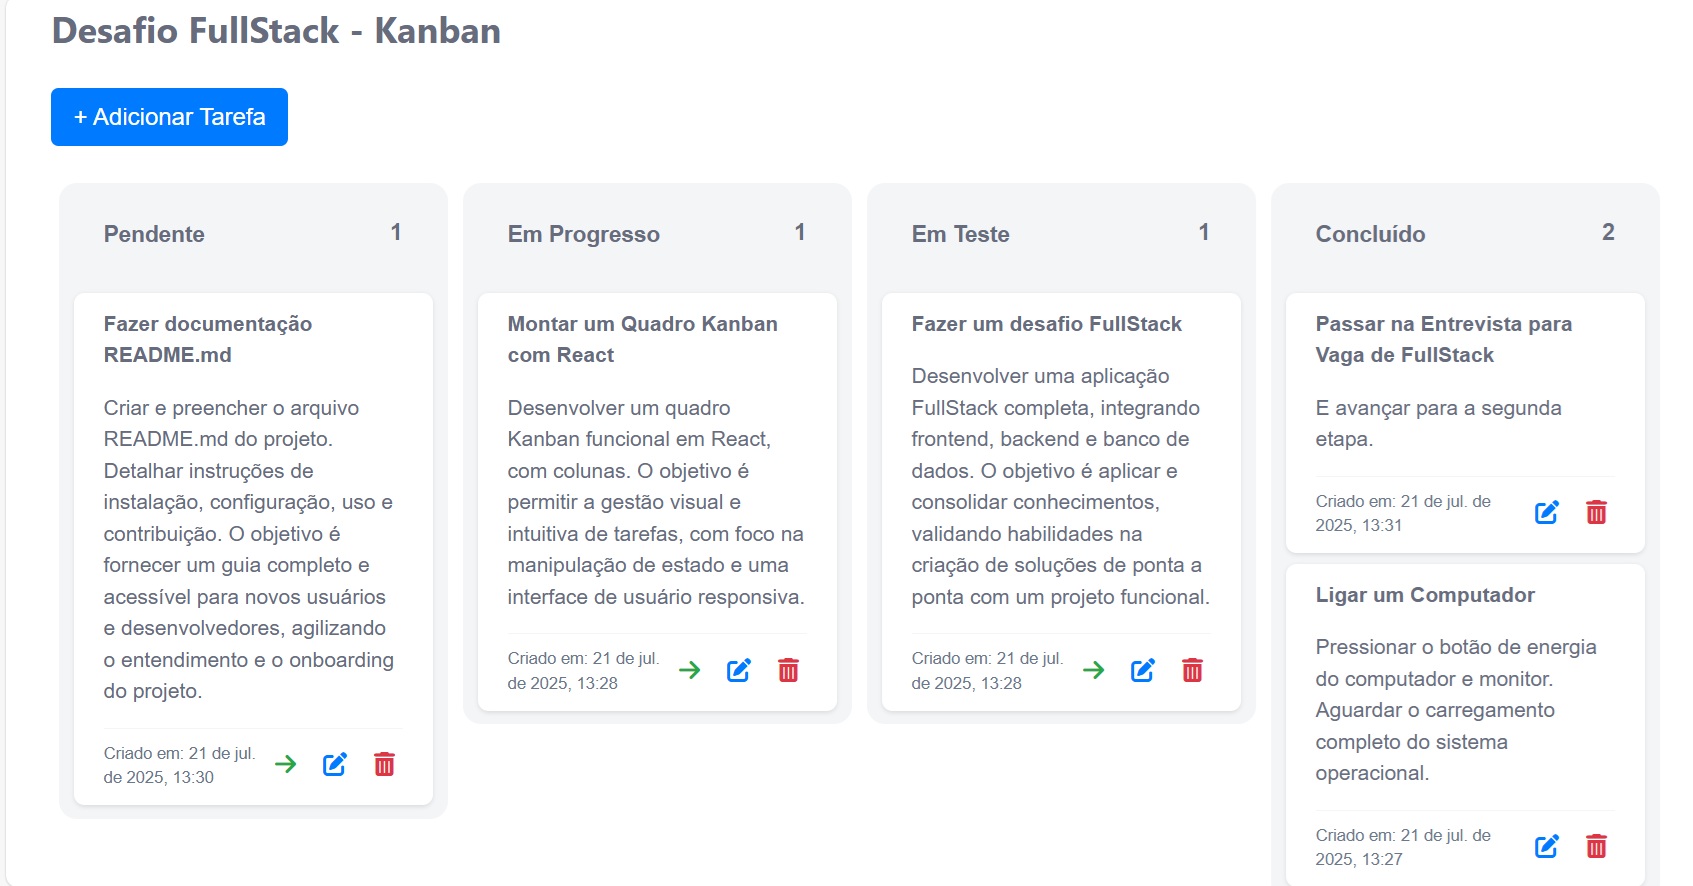 Desafio FullStack - Kanban
+ Adicionar Tarefa
Pendente 1
Fazer documentação
README.md
Criar e preencher o arquivo
README.md do projeto.
Detalhar instruções de
instalação, configuração, uso e
contribuição. O objetivo é
fornecer um guia completo e
acessível para novos usuários
e desenvolvedores, agilizando
o entendimento e o onboarding
do projeto.
Criado em: 21 de jul.
de 2025, 13:30
Em Progresso 1
Montar um Quadro Kanban
com React
Desenvolver um quadro
Kanban funcional em React,
com colunas. O objetivo é
permitir a gestão visual e
intuitiva de tarefas, com foco na
manipulação de estado e uma
interface de usuário responsiva.
Criado em: 21 de jul.
de 2025, 13:28
Em Teste 1
Fazer um desafio FullStack
Desenvolver uma aplicação
FullStack completa, integrando
frontend, backend e banco de
dados. O objetivo é aplicar e
consolidar conhecimentos,
validando habilidades na
criação de soluções de ponta a
ponta com um projeto funcional.
Criado em: 21 de jul.
de 2025, 13:28
Concluído 2
Passar na Entrevista para
Vaga de FullStack
E avançar para a segunda
etapa.
Criado em: 21 de jul. de
2025, 13:31
Ligar um Computador
Pressionar o botão de energia
do computador e monitor.
Aguardar o carregamento
completo do sistema
operacional.
Criado em: 21 de jul. de
2025, 13:27